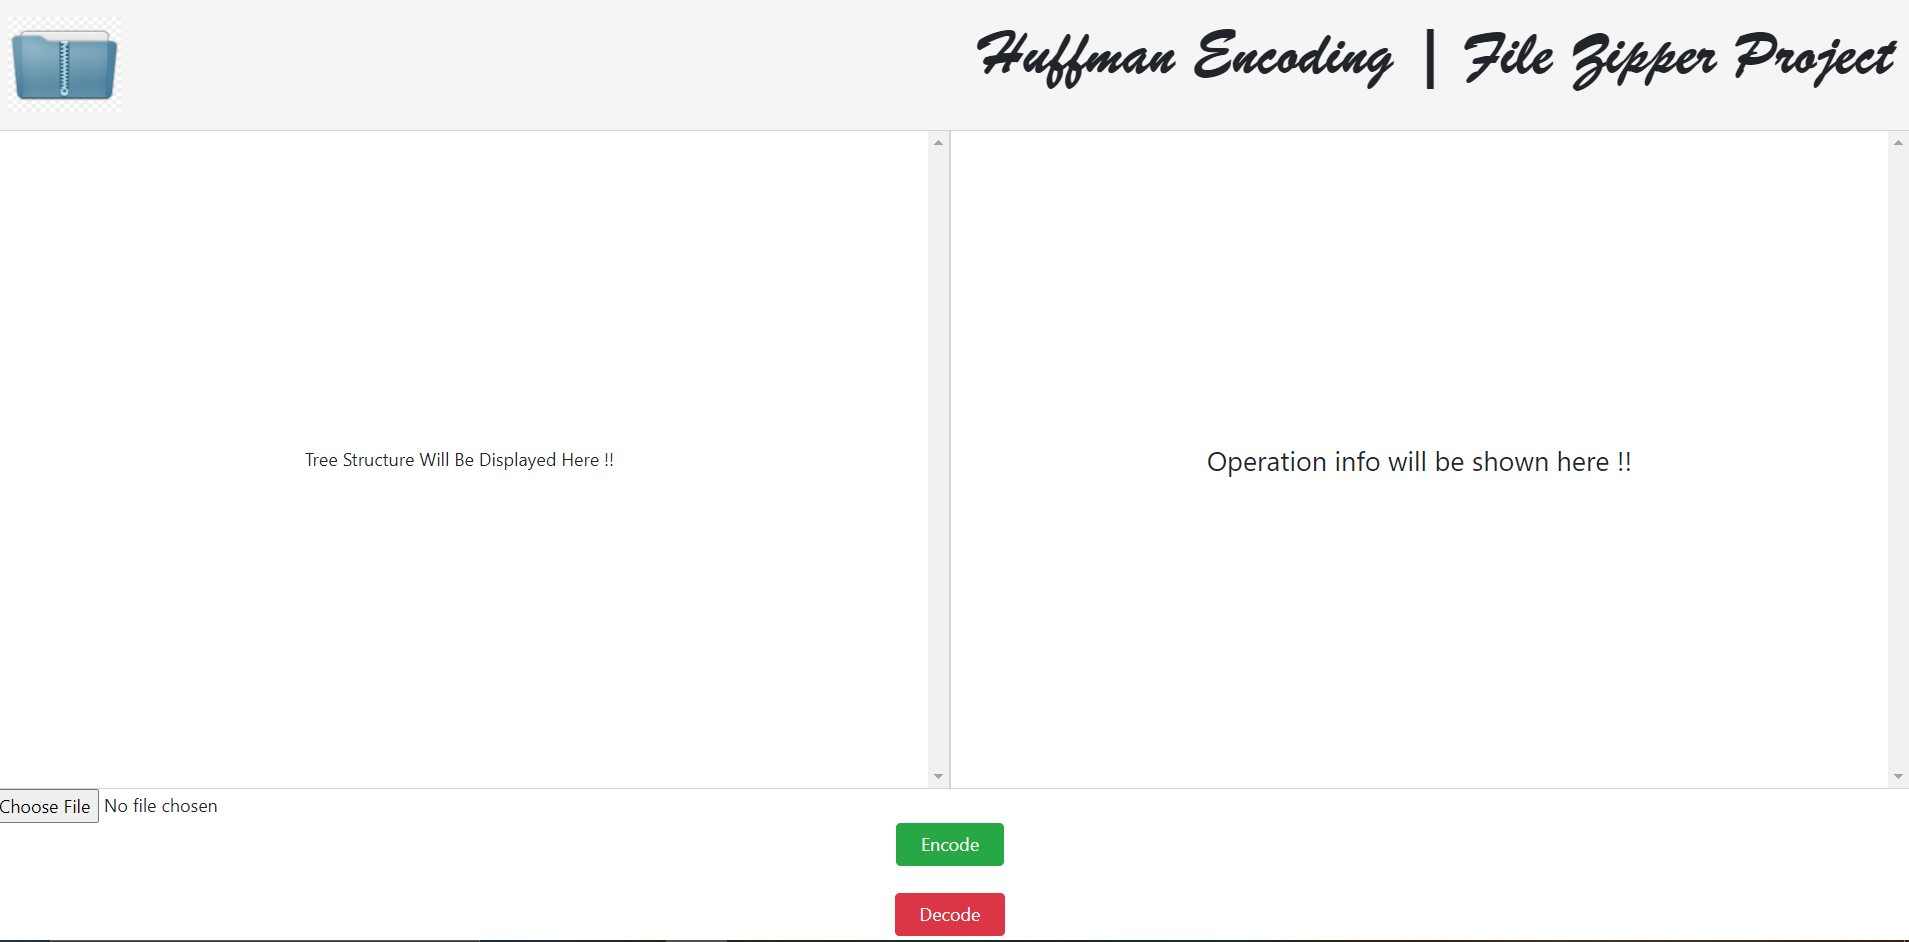 Huffman Encoding | File Zipper Project
Tree Structure Will Be Displayed Here !!
Operation info will be shown here !!
Choose File No file chosen
Encode
Decode